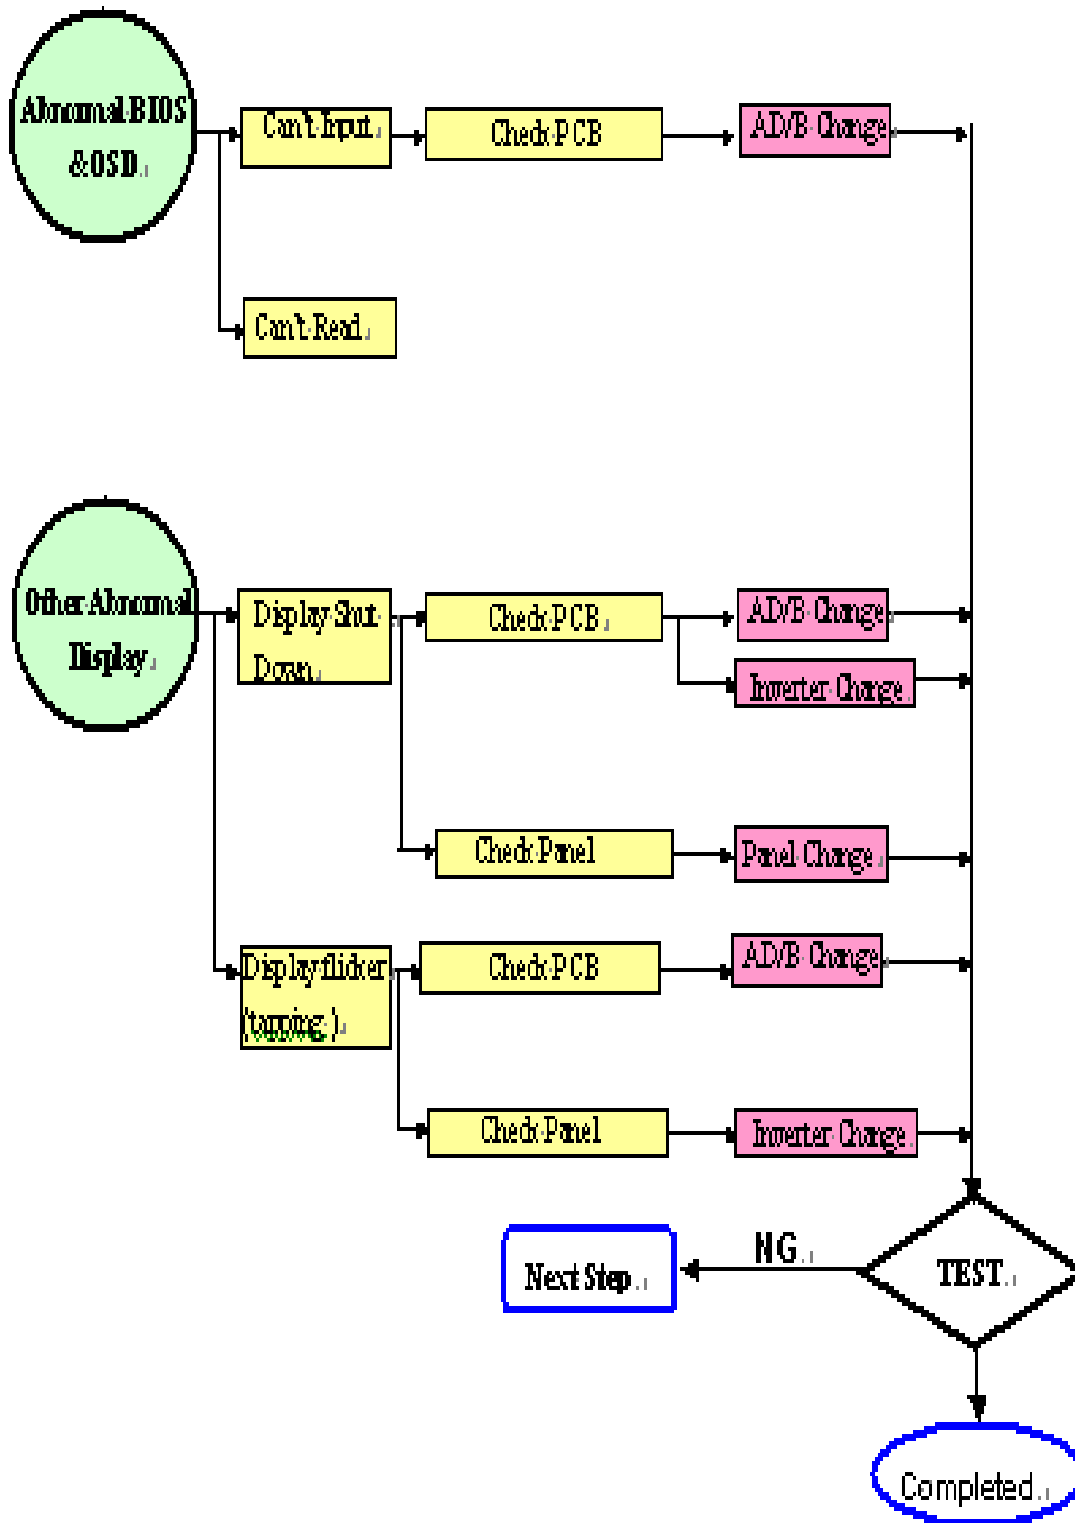 Abnormal BIOS
&OSD
Can't Input
Check PCB
AD/B Change
Can't Read
Other Abnormal
Display
Display Shut
Down
Check PCB
AD/B Change
Inverter Change
Check Panel
Panel Change
Display flicker
(tapping )
Check PCB
AD/B Change
Check Panel
Inverter Change
NG
Next Step
TEST
Completed